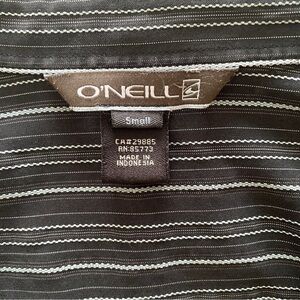 O'NEILL
Small
CA#29885
RN:85773
MADE IN
INDONESIA